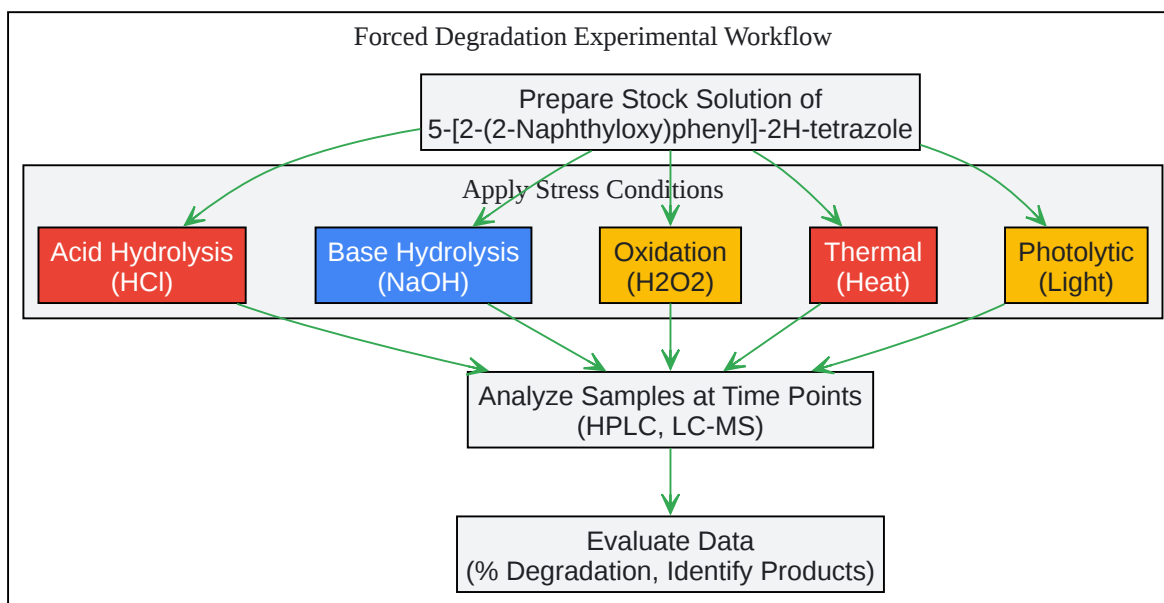 Forced Degradation Experimental Workflow
Prepare Stock Solution of
5-[2-(2-Naphthyloxy)phenyl]-2H-tetrazole
Apply Stress Conditions
Acid Hydrolysis
(HCl)
Base Hydrolysis
(NaOH)
Oxidation
(H2O2)
Thermal
(Heat)
Photolytic
(Light)
Analyze Samples at Time Points
(HPLC, LC-MS)
Evaluate Data
(% Degradation, Identify Products)